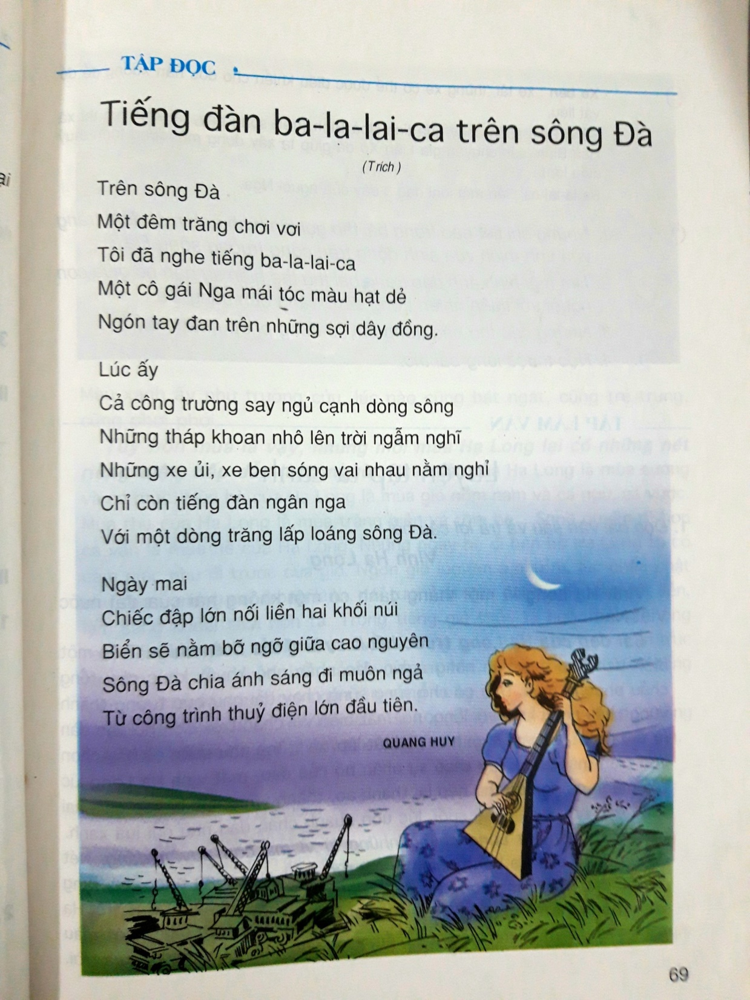 TẬP ĐỌC
Tiếng đàn ba-la-lai-ca trên sông Đà
(Trích)
Trên sông Đà
Một đêm trăng chơi vơi
Tôi đã nghe tiếng ba-la-lai-ca
Một cô gái Nga mái tóc màu hạt dẻ
Ngón tay đan trên những sợi dây đồng.
Lúc ấy
Cả công trường say ngủ cạnh dòng sông
Những tháp khoan nhô lên trời ngẫm nghĩ
Những xe ủi, xe ben sóng vai nhau nằm nghỉ
Chỉ còn tiếng đàn ngân nga
Với một dòng trăng lấp loáng sông Đà.
Ngày mai
Chiếc đập lớn nối liền hai khối núi
Biển sẽ nằm bỡ ngỡ giữa cao nguyên
Sông Đà chia ánh sáng đi muôn ngả
Từ công trình thuỷ điện lớn đầu tiên.
QUANG HUY
69